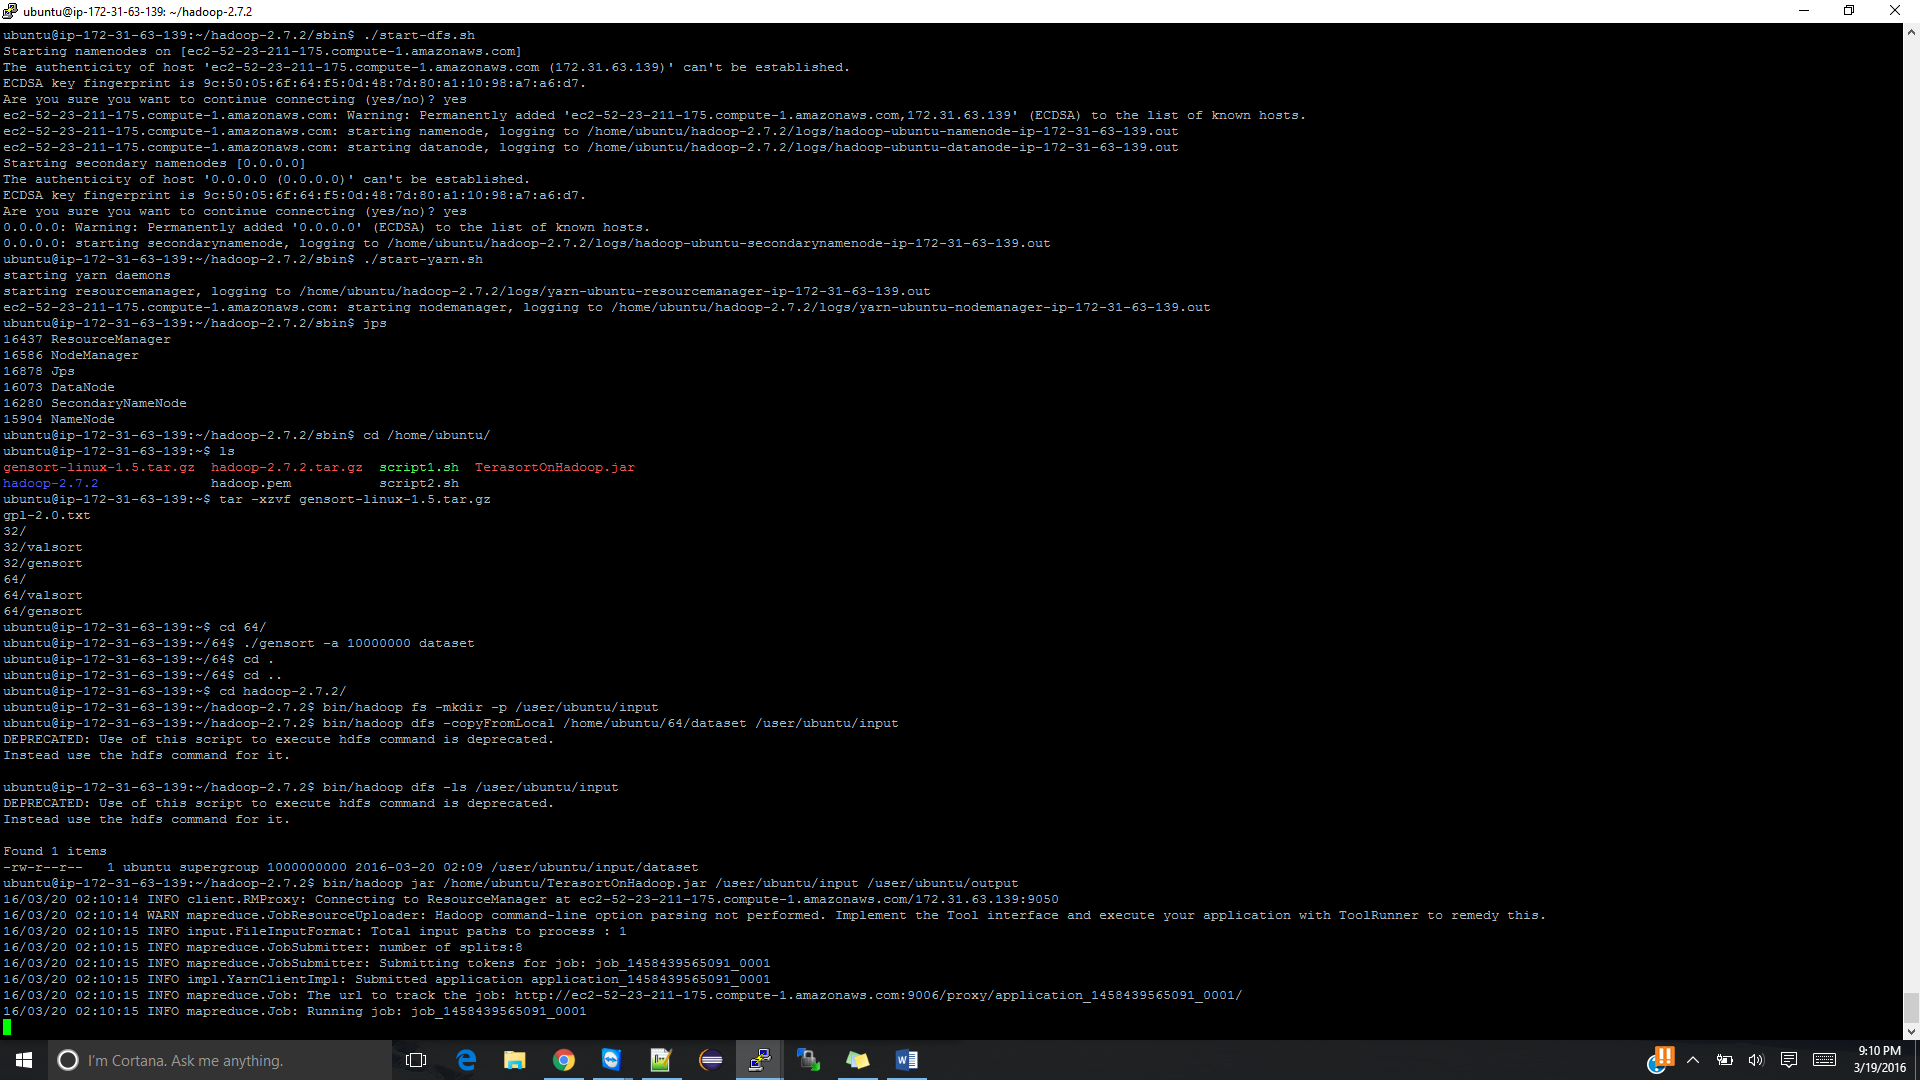 ubuntu@ip-172-31-63-139: ~/hadoop-2.7.2
ubuntu@ip-172-31-63-139:~/hadoop-2.7.2/sbin$ ./start-dfs.sh
Starting namenodes on [ec2-52-23-211-175.compute-1.amazonaws.com]
The authenticity of host 'ec2-52-23-211-175.compute-1.amazonaws.com (172.31.63.139)' can't be established.
ECDSA key fingerprint is 9c:50:05:6f:64:f5:0d:48:7d:80:a1:10:98:a7:a6:d7.
Are you sure you want to continue connecting (yes/no)? yes
ec2-52-23-211-175.compute-1.amazonaws.com: Warning: Permanently added 'ec2-52-23-211-175.compute-1.amazonaws.com,172.31.63.139' (ECDSA) to the list of known hosts.
ec2-52-23-211-175.compute-1.amazonaws.com: starting namenode, logging to /home/ubuntu/hadoop-2.7.2/logs/hadoop-ubuntu-namenode-ip-172-31-63-139.out
ec2-52-23-211-175.compute-1.amazonaws.com: starting datanode, logging to /home/ubuntu/hadoop-2.7.2/logs/hadoop-ubuntu-datanode-ip-172-31-63-139.out
Starting secondary namenodes [0.0.0.0]
The authenticity of host '0.0.0.0 (0.0.0.0)' can't be established.
ECDSA key fingerprint is 9c:50:05:6f:64:f5:0d:48:7d:80:a1:10:98:a7:a6:d7.
Are you sure you want to continue connecting (yes/no)? yes
0.0.0.0: Warning: Permanently added '0.0.0.0' (ECDSA) to the list of known hosts.
0.0.0.0: starting secondarynamenode, logging to /home/ubuntu/hadoop-2.7.2/logs/hadoop-ubuntu-secondarynamenode-ip-172-31-63-139.out
ubuntu@ip-172-31-63-139:~/hadoop-2.7.2/sbin$ ./start-yarn.sh
starting yarn daemons
starting resourcemanager, logging to /home/ubuntu/hadoop-2.7.2/logs/yarn-ubuntu-resourcemanager-ip-172-31-63-139.out
ec2-52-23-211-175.compute-1.amazonaws.com: starting nodemanager, logging to /home/ubuntu/hadoop-2.7.2/logs/yarn-ubuntu-nodemanager-ip-172-31-63-139.out
ubuntu@ip-172-31-63-139:~/hadoop-2.7.2/sbin$ jps
16437 ResourceManager
16586 NodeManager
16878 Jps
16073 DataNode
16280 SecondaryNameNode
15904 NameNode
ubuntu@ip-172-31-63-139:~/hadoop-2.7.2/sbin$ cd /home/ubuntu/
ubuntu@ip-172-31-63-139:~$ ls
gensort-linux-1.5.tar.gz  hadoop-2.7.2.tar.gz  script1.sh  TerasortOnHadoop.jar
hadoop-2.7.2              hadoop.pem           script2.sh
ubuntu@ip-172-31-63-139:~$ tar -xzvf gensort-linux-1.5.tar.gz
gpl-2.0.txt
32/
32/valsort
32/gensort
64/
64/valsort
64/gensort
ubuntu@ip-172-31-63-139:~$ cd 64/
ubuntu@ip-172-31-63-139:~/64$ ./gensort -a 10000000 dataset
ubuntu@ip-172-31-63-139:~/64$ cd .
ubuntu@ip-172-31-63-139:~/64$ cd ..
ubuntu@ip-172-31-63-139:~$ cd hadoop-2.7.2/
ubuntu@ip-172-31-63-139:~/hadoop-2.7.2$ bin/hadoop fs -mkdir -p /user/ubuntu/input
ubuntu@ip-172-31-63-139:~/hadoop-2.7.2$ bin/hadoop dfs -copyFromLocal /home/ubuntu/64/dataset /user/ubuntu/input
DEPRECATED: Use of this script to execute hdfs command is deprecated.
Instead use the hdfs command for it.
ubuntu@ip-172-31-63-139:~/hadoop-2.7.2$ bin/hadoop dfs -ls /user/ubuntu/input
DEPRECATED: Use of this script to execute hdfs command is deprecated.
Instead use the hdfs command for it.
Found 1 items
-rw-r--r--   1 ubuntu supergroup 1000000000 2016-03-20 02:09 /user/ubuntu/input/dataset
ubuntu@ip-172-31-63-139:~/hadoop-2.7.2$ bin/hadoop jar /home/ubuntu/TerasortOnHadoop.jar /user/ubuntu/input /user/ubuntu/output
16/03/20 02:10:14 INFO client.RMProxy: Connecting to ResourceManager at ec2-52-23-211-175.compute-1.amazonaws.com/172.31.63.139:9050
16/03/20 02:10:14 WARN mapreduce.JobResourceUploader: Hadoop command-line option parsing not performed. Implement the Tool interface and execute your application with ToolRunner to remedy this.
16/03/20 02:10:15 INFO input.FileInputFormat: Total input paths to process : 1
16/03/20 02:10:15 INFO mapreduce.JobSubmitter: number of splits:8
16/03/20 02:10:15 INFO mapreduce.JobSubmitter: Submitting tokens for job: job_1458439565091_0001
16/03/20 02:10:15 INFO impl.YarnClientImpl: Submitted application application_1458439565091_0001
16/03/20 02:10:15 INFO mapreduce.Job: The url to track the job: http://ec2-52-23-211-175.compute-1.amazonaws.com:9006/proxy/application_1458439565091_0001/
16/03/20 02:10:15 INFO mapreduce.Job: Running job: job_1458439565091_0001
I'm Cortana. Ask me anything.
9:10 PM
3/19/2016